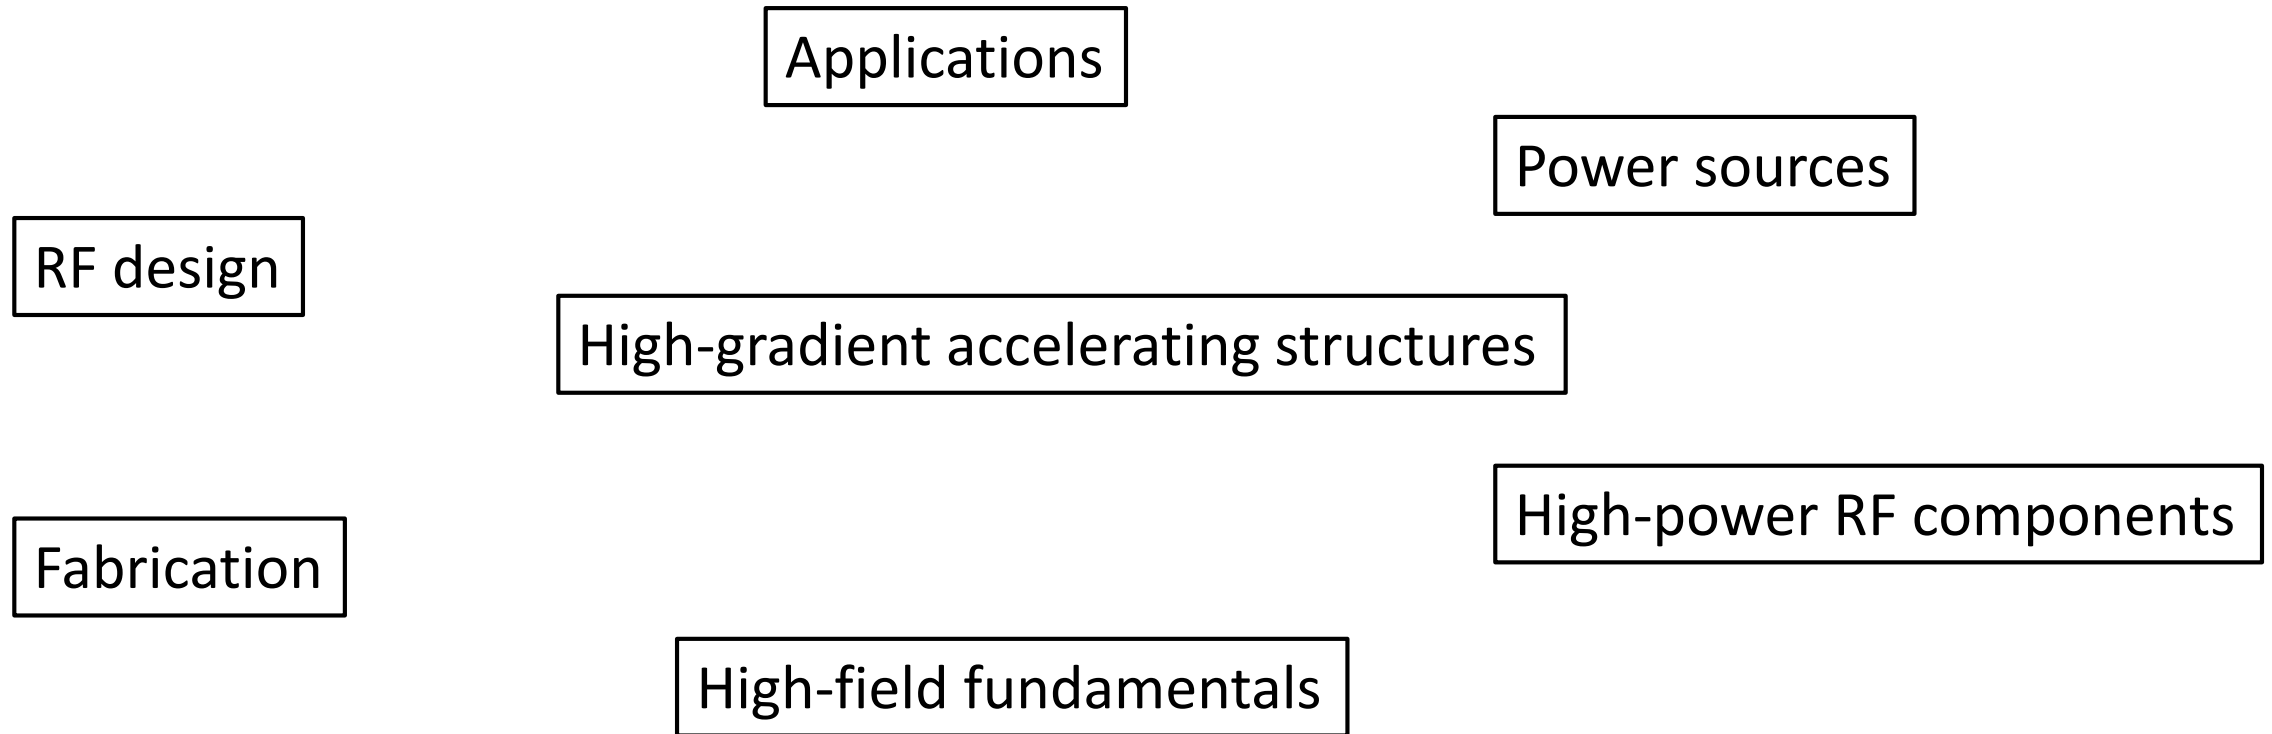 Applications
Power sources
RF design
High-gradient accelerating structures
High-power RF components
Fabrication
High-field fundamentals